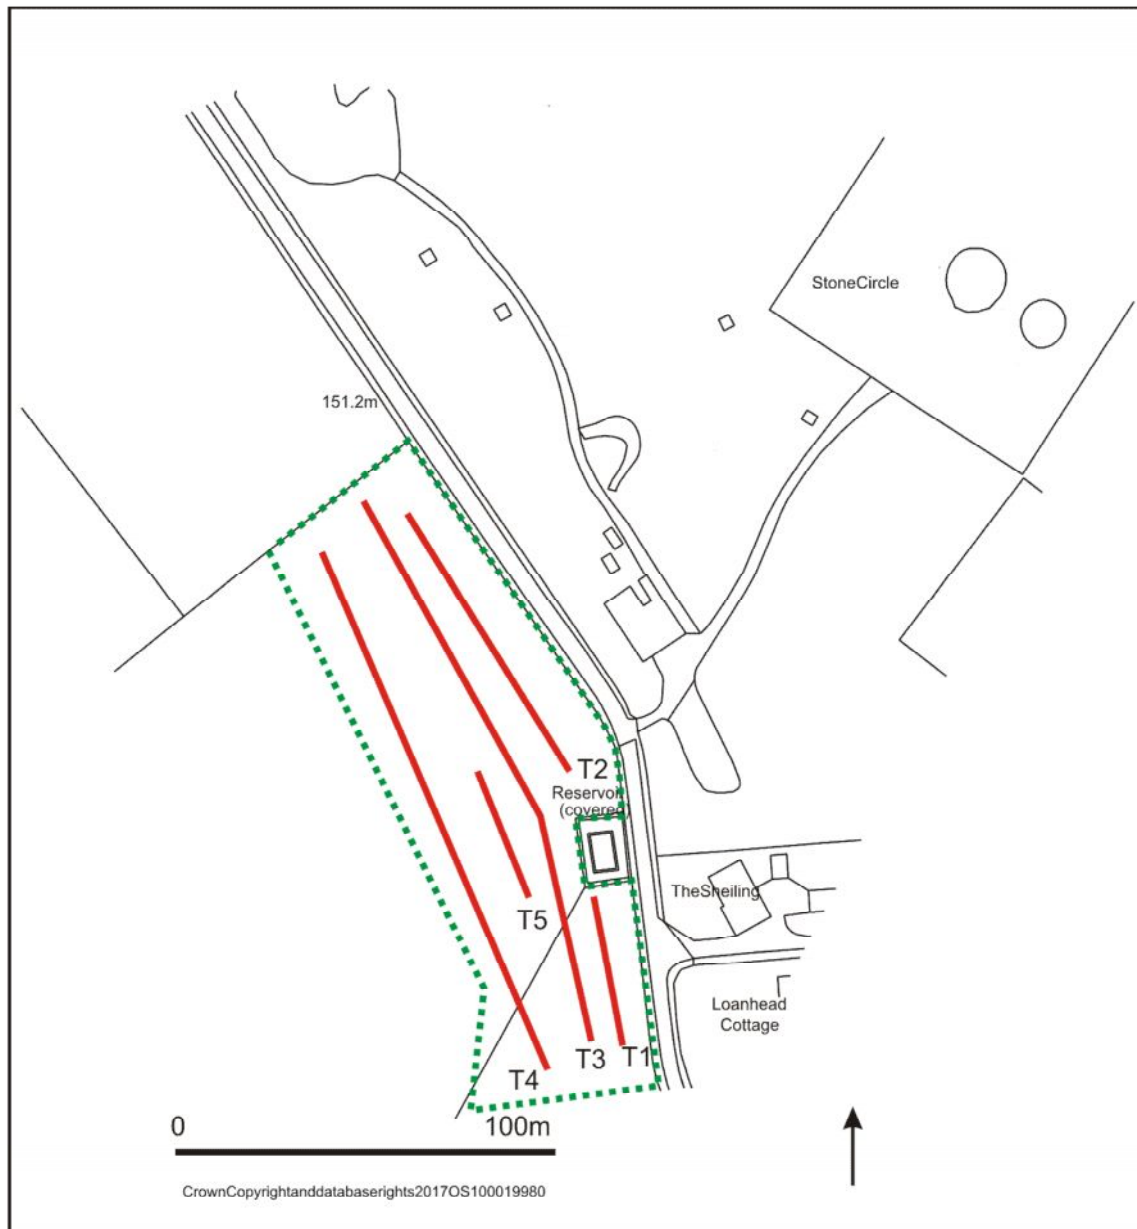 StoneCircle
151.2m
T2
Reservoir
(covered)
TheSheiling
T5
Loanhead
Cottage
T3
T1
T4
0
100m
CrownCopyrightanddatabaserights2017OS100019980